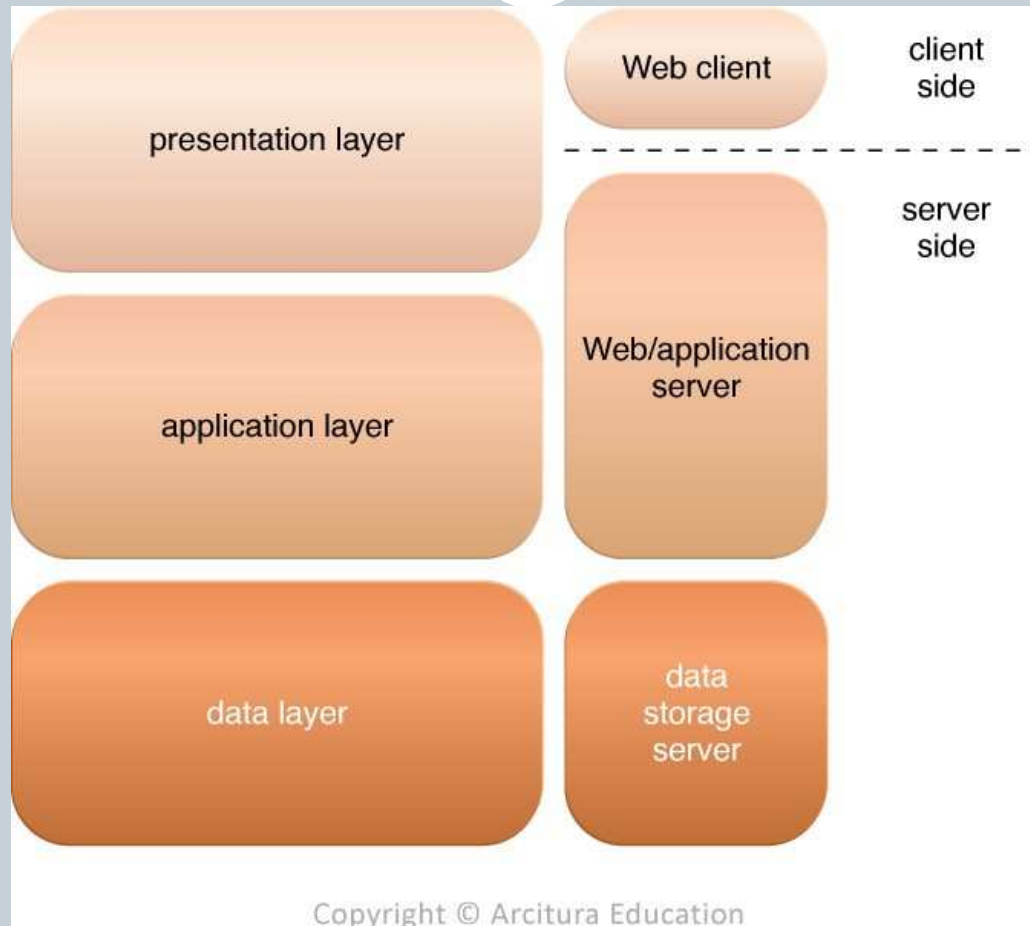 presentation layer
Web client
client
side
server
side
Web/application
server
application layer
data layer
data
storage
server
Copyright © Arcitura Education